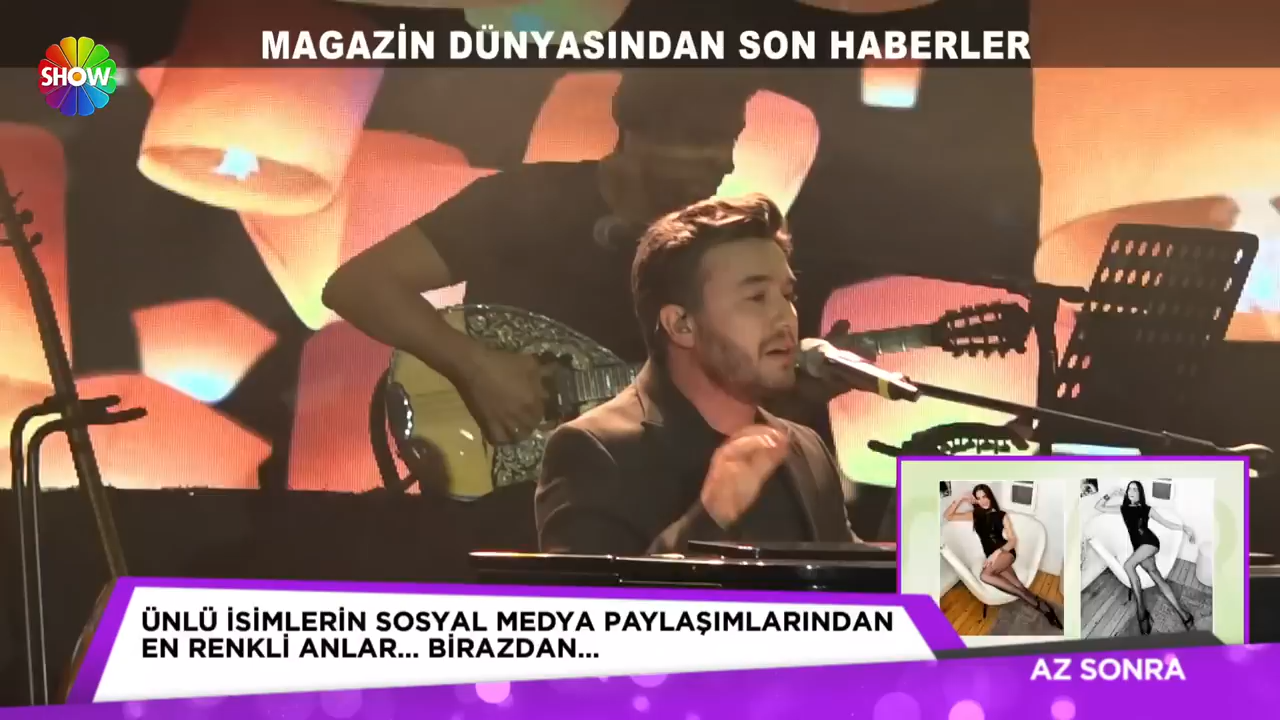 MAGAZİN DÜNYASINDAN SON HABERLER
SHOW
ÜNLÜ İSİMLERİN SOSYAL MEDYA PAYLAŞIMLARINDAN
EN RENKLİ ANLAR... BİRAZDAN...
AZ SONRA